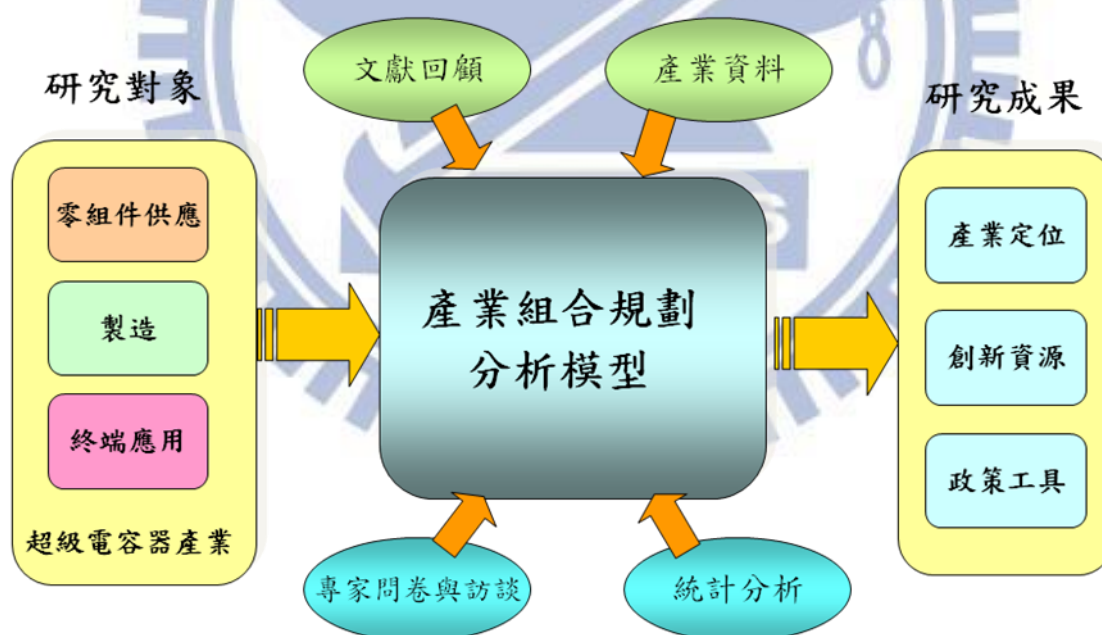 文獻回顧
產業資料
研究對象
研究成果
零組件供應
製造
終端應用
超級電容器產業
產業組合規劃
分析模型
產業定位
創新資源
政策工具
專家問卷與訪談
統計分析